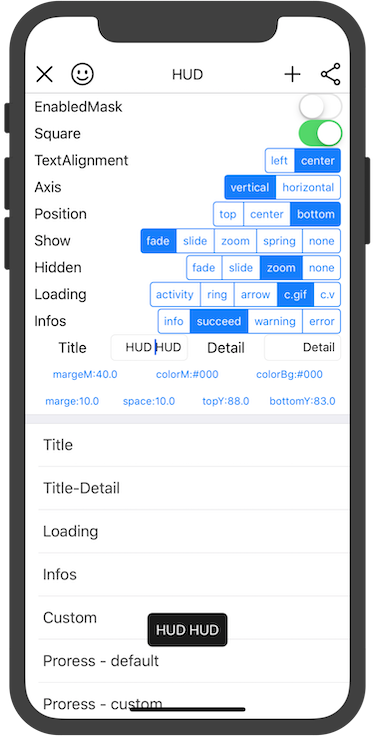 HUD
EnabledMask
Square
TextAlignment left center
Axis vertical horizontal
Position top center bottom
Show fade slide zoom spring none
Hidden fade slide zoom none
Loading activity ring arrow c.gif c.v
Infos info succeed warning error
Title HUD HUD Detail Detail
margeM:40.0 colorM:#000 colorBg:#000
marge:10.0 space:10.0 topY:88.0 bottomY:83.0
Title
Title-Detail
Loading
Infos
Custom
HUD HUD
Proress - default
Proress - custom